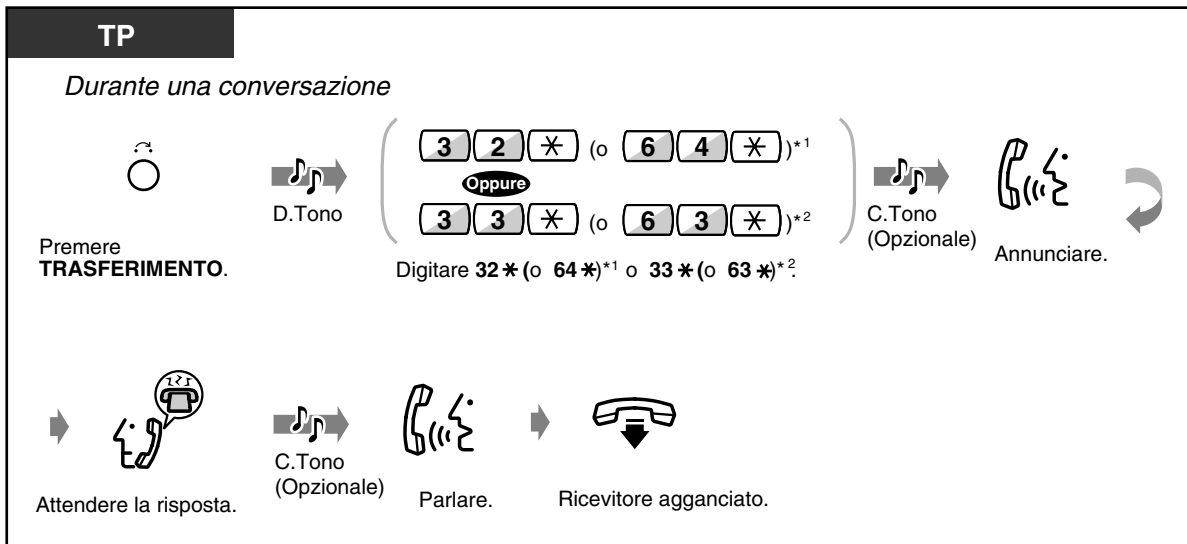 TP
Durante una conversazione
3 2 * (o 6 4 *)*1
Oppure
3 3 * (o 6 3 *)*2
D.Tono
C.Tono
(Opzionale)
Annunciare.
Premere
TRASFERIMENTO.
Digitare 32 * (o 64 *)*1 o 33 * (o 63 *)*2.
Attendere la risposta.
C.Tono
(Opzionale)
Parlare.
Ricevitore agganciato.